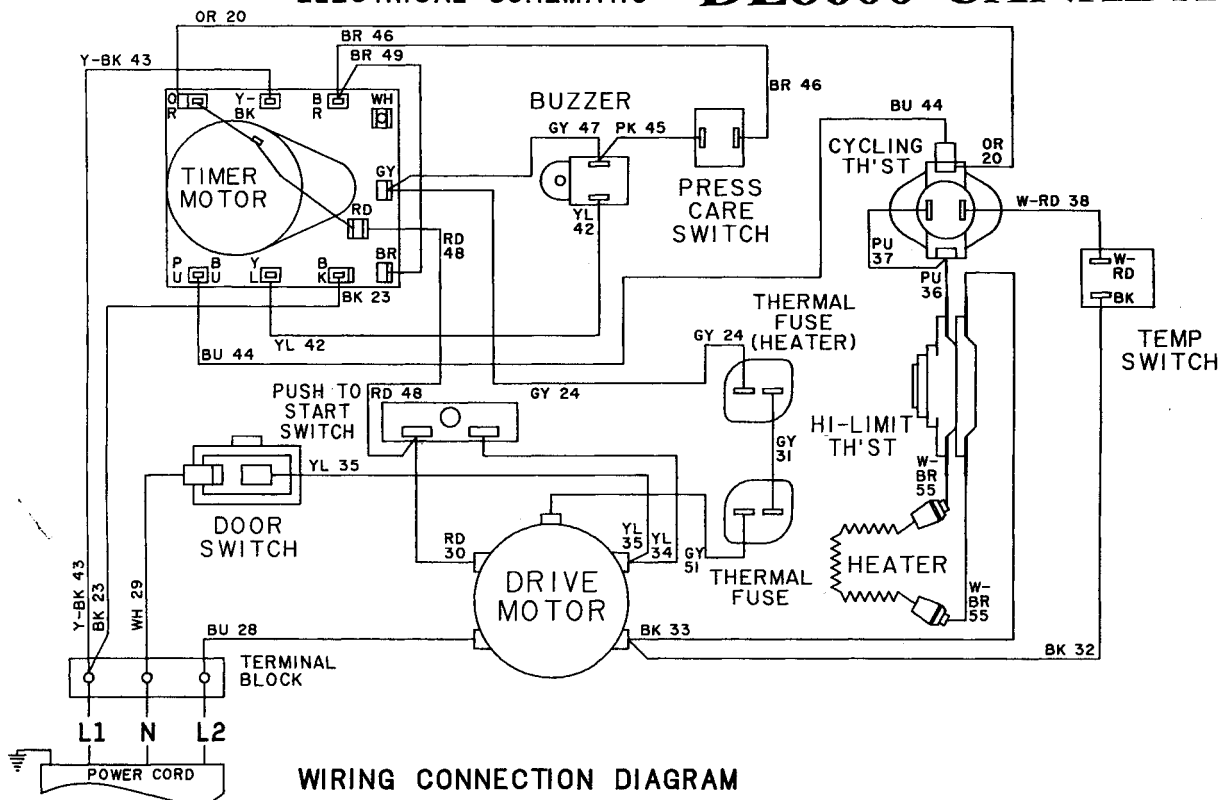 OR 20
BR 46
Y-BK 43
BR 49
O
R
Y-
BK
B
R
WH
BUZZER
BR 46
BU 44
GY 47
PK 45
CYCLING
TH'ST
OR
20
TIMER
MOTOR
GY
PRESS
CARE
SWITCH
RD
YL
42
RD
48
W-RD 38
PU
37
PU
36
P
U
B
U
Y
L
B
K
BR
BK 23
W-
RD
BK
THERMAL
FUSE
(HEATER)
YL 42
GY 24
TEMP
SWITCH
BU 44
PUSH TO
START
SWITCH
RD 48
GY 24
HI-LIMIT
TH'ST
GY
31
YL 35
W-
BR
55
DOOR
SWITCH
RD
30
YL
35
YL
34
GY
51
HEATER
DRIVE
MOTOR
THERMAL
FUSE
Y-BK 43
BK 23
WH 29
W-
BR
55
BU 28
BK 33
BK 32
TERMINAL
BLOCK
L1 N L2
POWER CORD
WIRING CONNECTION DIAGRAM